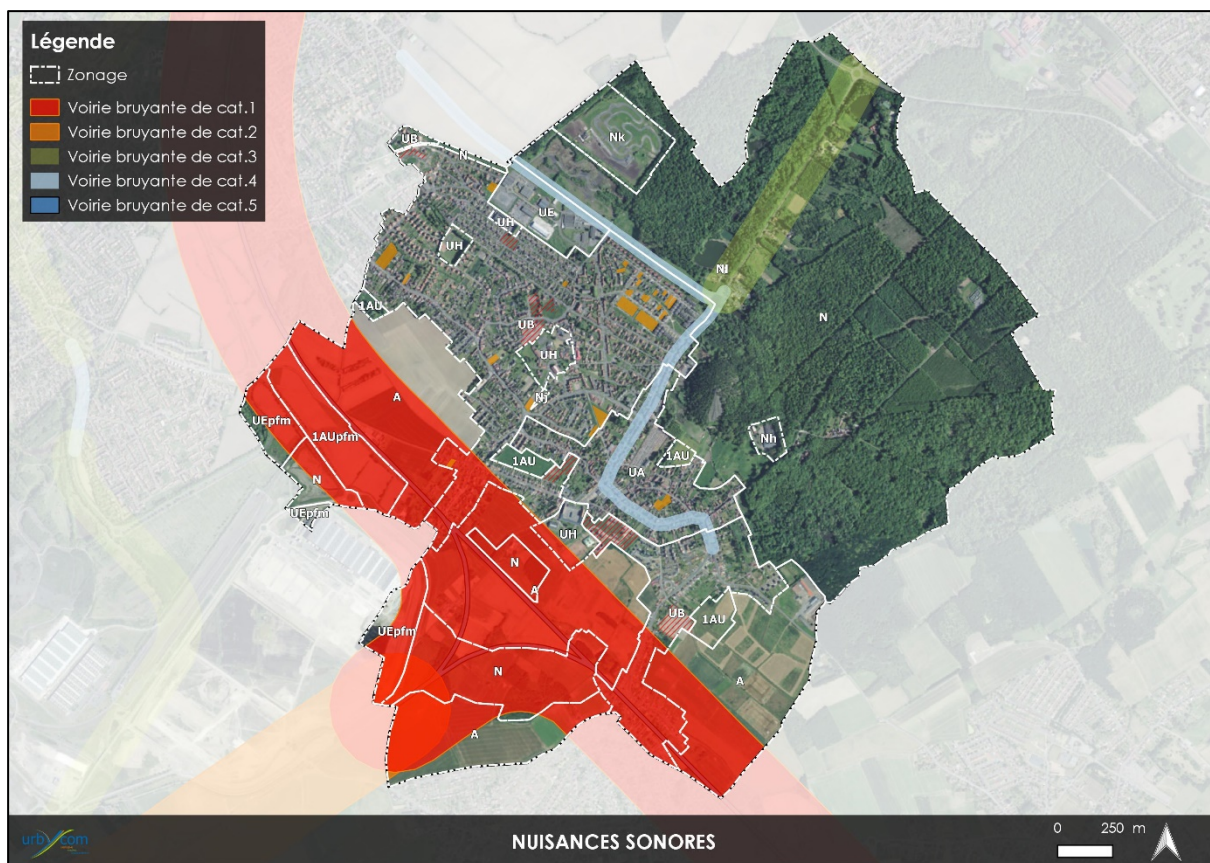 Légende
Zonage
Voirie bruyante de cat.1
Voirie bruyante de cat.2
Voirie bruyante de cat.3
Voirie bruyante de cat.4
Voirie bruyante de cat.5
Nk
UB
N
UE
UH
UH
Nl
1AU
N
UB
UH
A
Nj
UEpfm
1AUpfm
Nh
1AU
1AU
UA
N
UEpfm
UH
N
A
UB
1AU
UEpfm
N
A
A
urbycom
NUISANCES SONORES
0 250 m